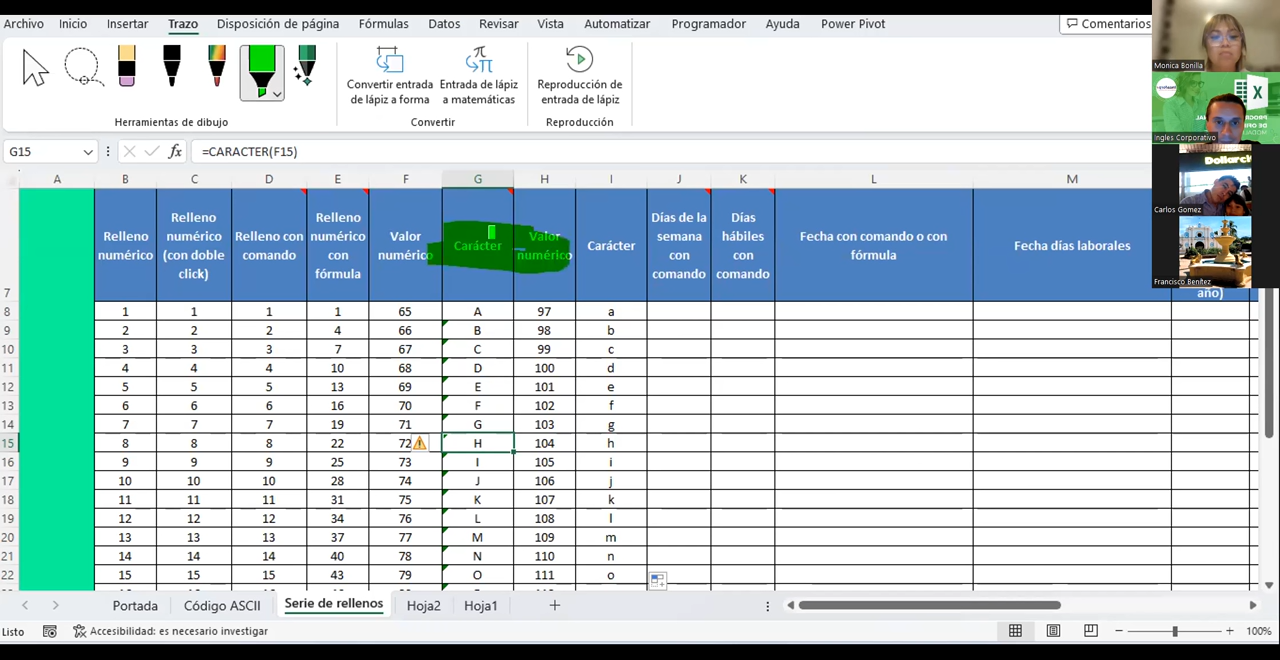 Archivo Inicio Insertar Trazo Disposición de página Fórmulas Datos Revisar Vista Automatizar Programador Ayuda Power Pivot Comentarios
Convertir entrada de lápiz a forma
Entrada de lápiz a matemáticas
Reproducción de entrada de lápiz
Herramientas de dibujo Convertir Reproducción
G15 fx =CARACTER(F15)
A B C D E F G H I J K L M
7 Relleno numérico Relleno numérico (con doble click) Relleno con comando Relleno numérico con fórmula Valor numérico Carácter Valor numérico Carácter Días de la semana con comando Días hábiles con comando Fecha con comando o con fórmula Fecha días laborales año)
8 1 1 1 1 65 A 97 a
9 2 2 2 4 66 B 98 b
10 3 3 3 7 67 C 99 c
11 4 4 4 10 68 D 100 d
12 5 5 5 13 69 E 101 e
13 6 6 6 16 70 F 102 f
14 7 7 7 19 71 G 103 g
15 8 8 8 22 72 H 104 h
16 9 9 9 25 73 I 105 i
17 10 10 10 28 74 J 106 j
18 11 11 11 31 75 K 107 k
19 12 12 12 34 76 L 108 l
20 13 13 13 37 77 M 109 m
21 14 14 14 40 78 N 110 n
22 15 15 15 43 79 O 111 o
Portada Código ASCII Serie de rellenos Hoja2 Hoja1
Listo Accesibilidad: es necesario investigar 100%
Monica Bonilla
Ingles Corporativo
Carlos Gomez
Francisco Benítez